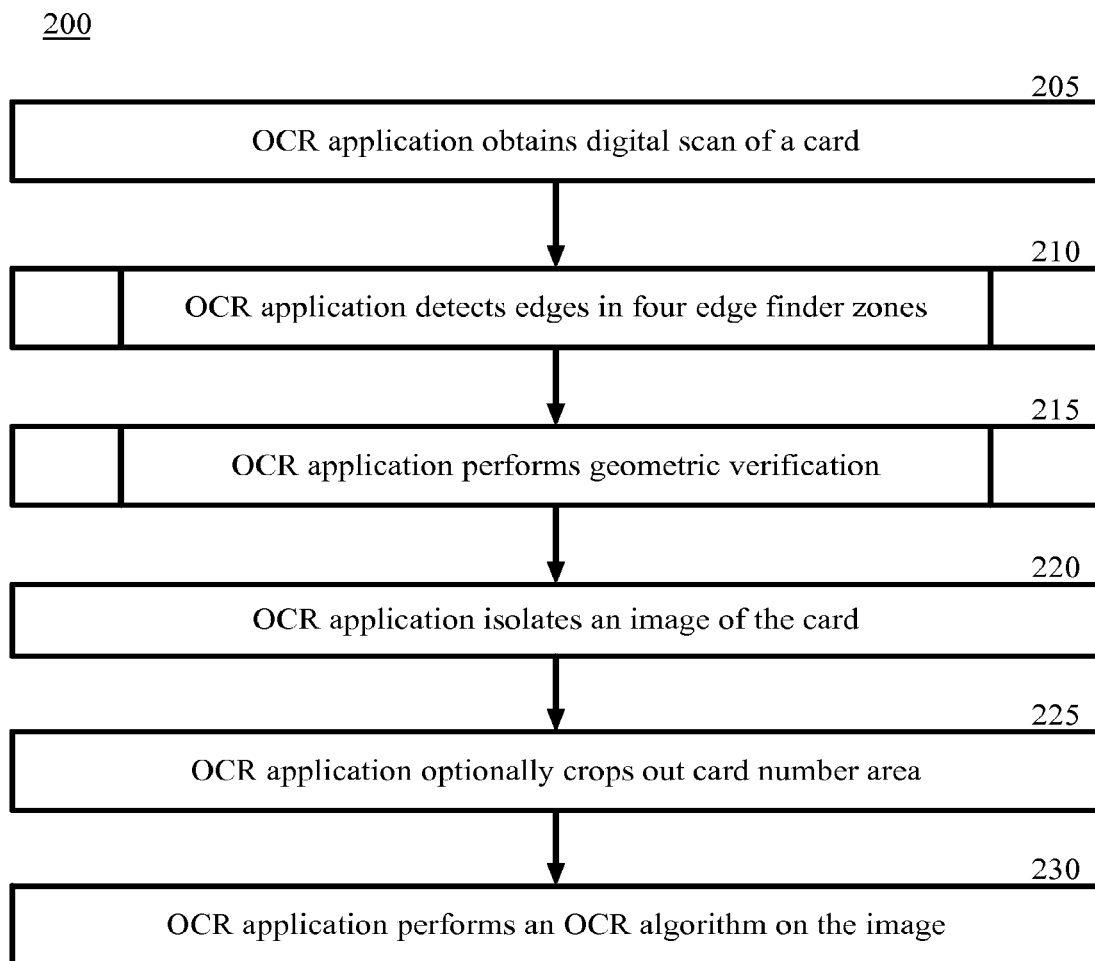 200
205
OCR application obtains digital scan of a card
210
OCR application detects edges in four edge finder zones
215
OCR application performs geometric verification
220
OCR application isolates an image of the card
225
OCR application optionally crops out card number area
230
OCR application performs an OCR algorithm on the image